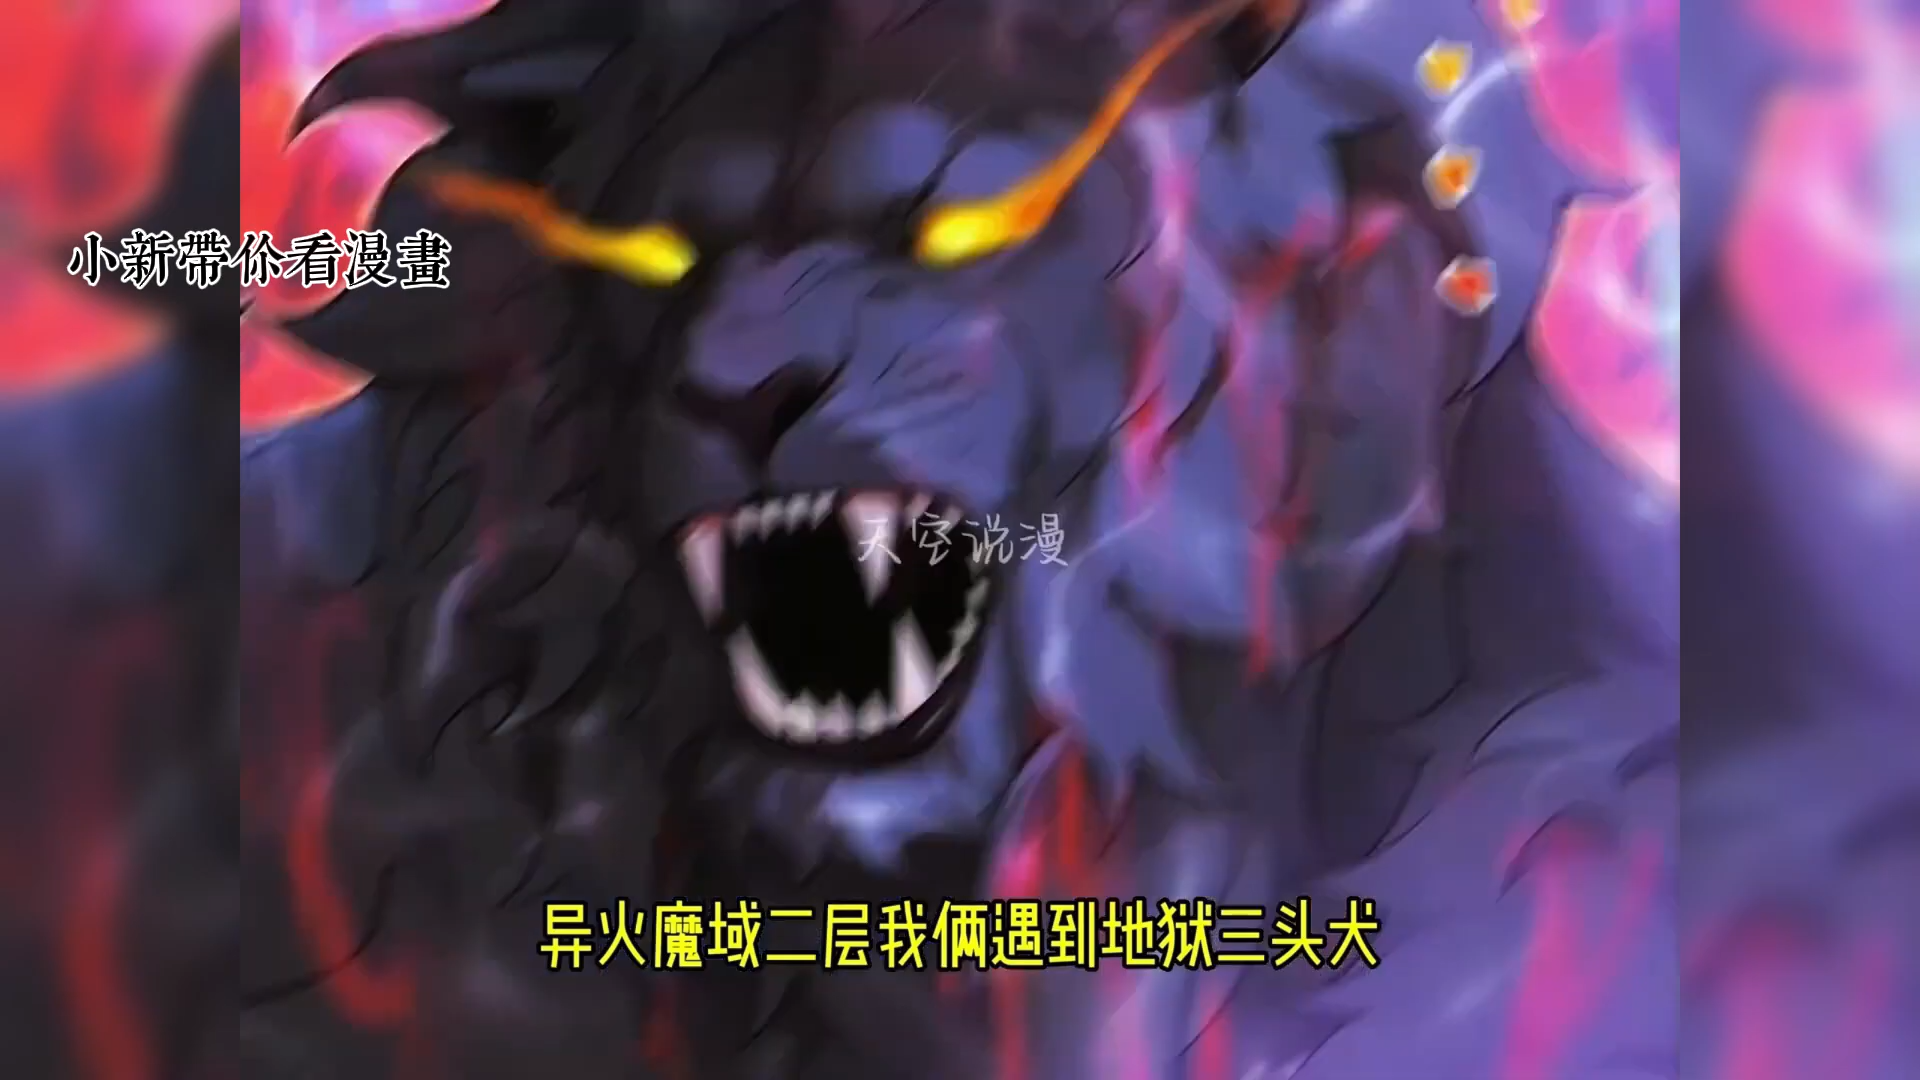 小新帶你看漫畫
天空说漫
异火魔域二层我俩遇到地狱三头犬